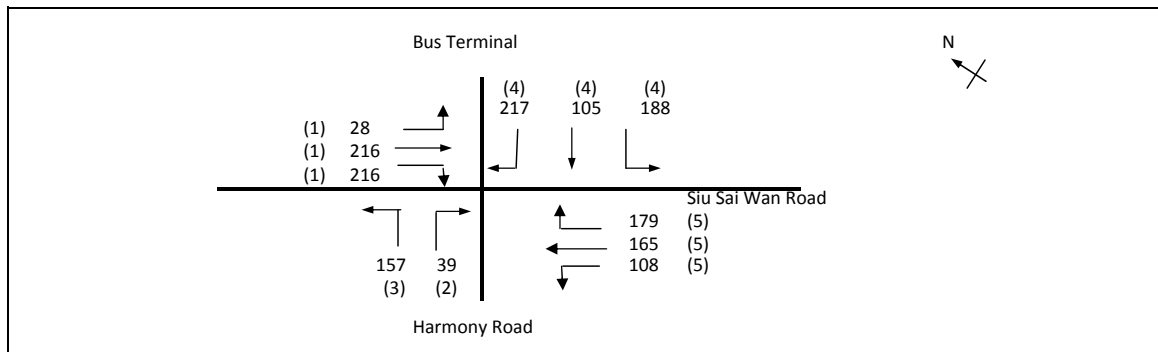 Bus Terminal
N
(4) (4) (4)
217 105 188
(1) 28
(1) 216
(1) 216
Siu Sai Wan Road
179 (5)
165 (5)
108 (5)
157 39
(3) (2)
Harmony Road